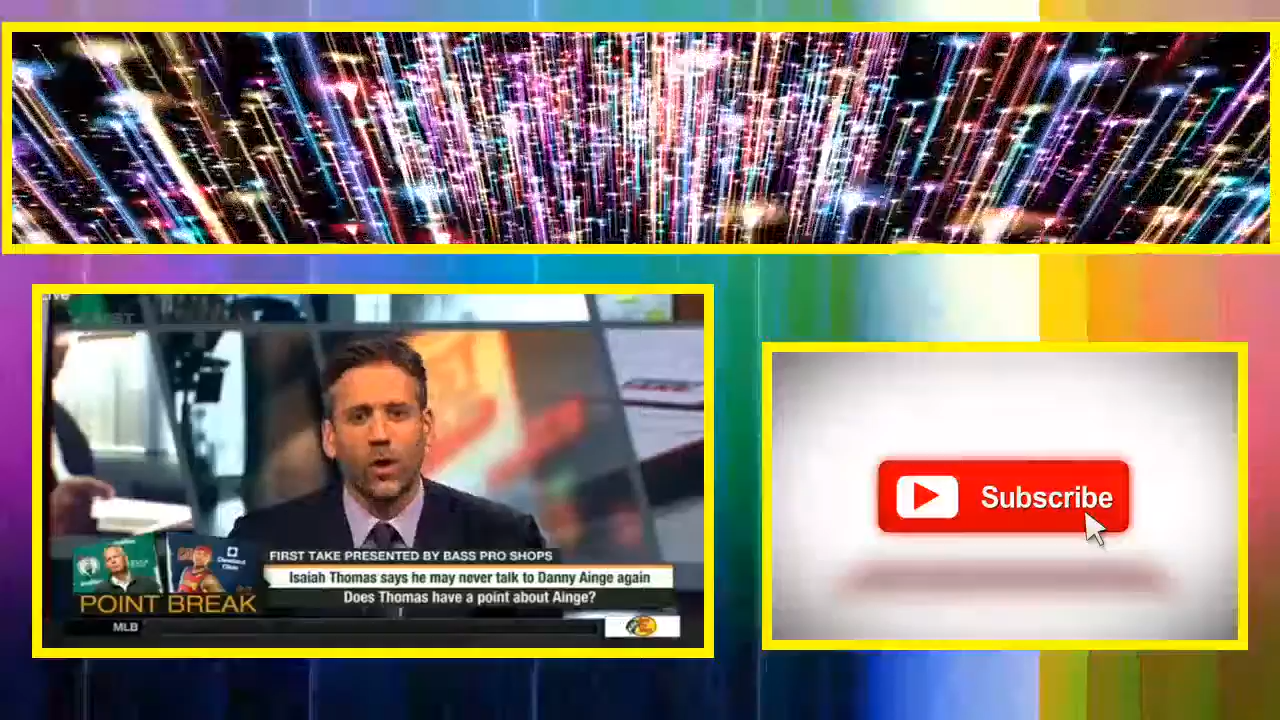 FIRST TAKE PRESENTED BY BASS PRO SHOPS
Isaiah Thomas says he may never talk to Danny Ainge again
Does Thomas have a point about Ainge?
POINT BREAK
MLB
Subscribe